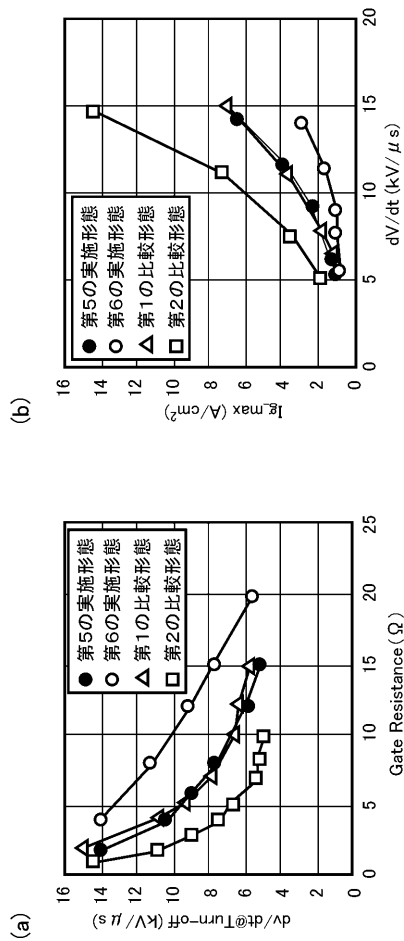 (a)
dv/dt@Turn-off (kV/μs)
16
14
12
10
8
6
4
2
0
第5の実施形態
第6の実施形態
第1の比較形態
第2の比較形態
0 5 10 15 20 25
Gate Resistance (Ω)
(b)
Ig_max (A/cm²)
16
14
12
10
8
6
4
2
0
第5の実施形態
第6の実施形態
第1の比較形態
第2の比較形態
0 5 10 15 20
dV/dt (kV/μs)